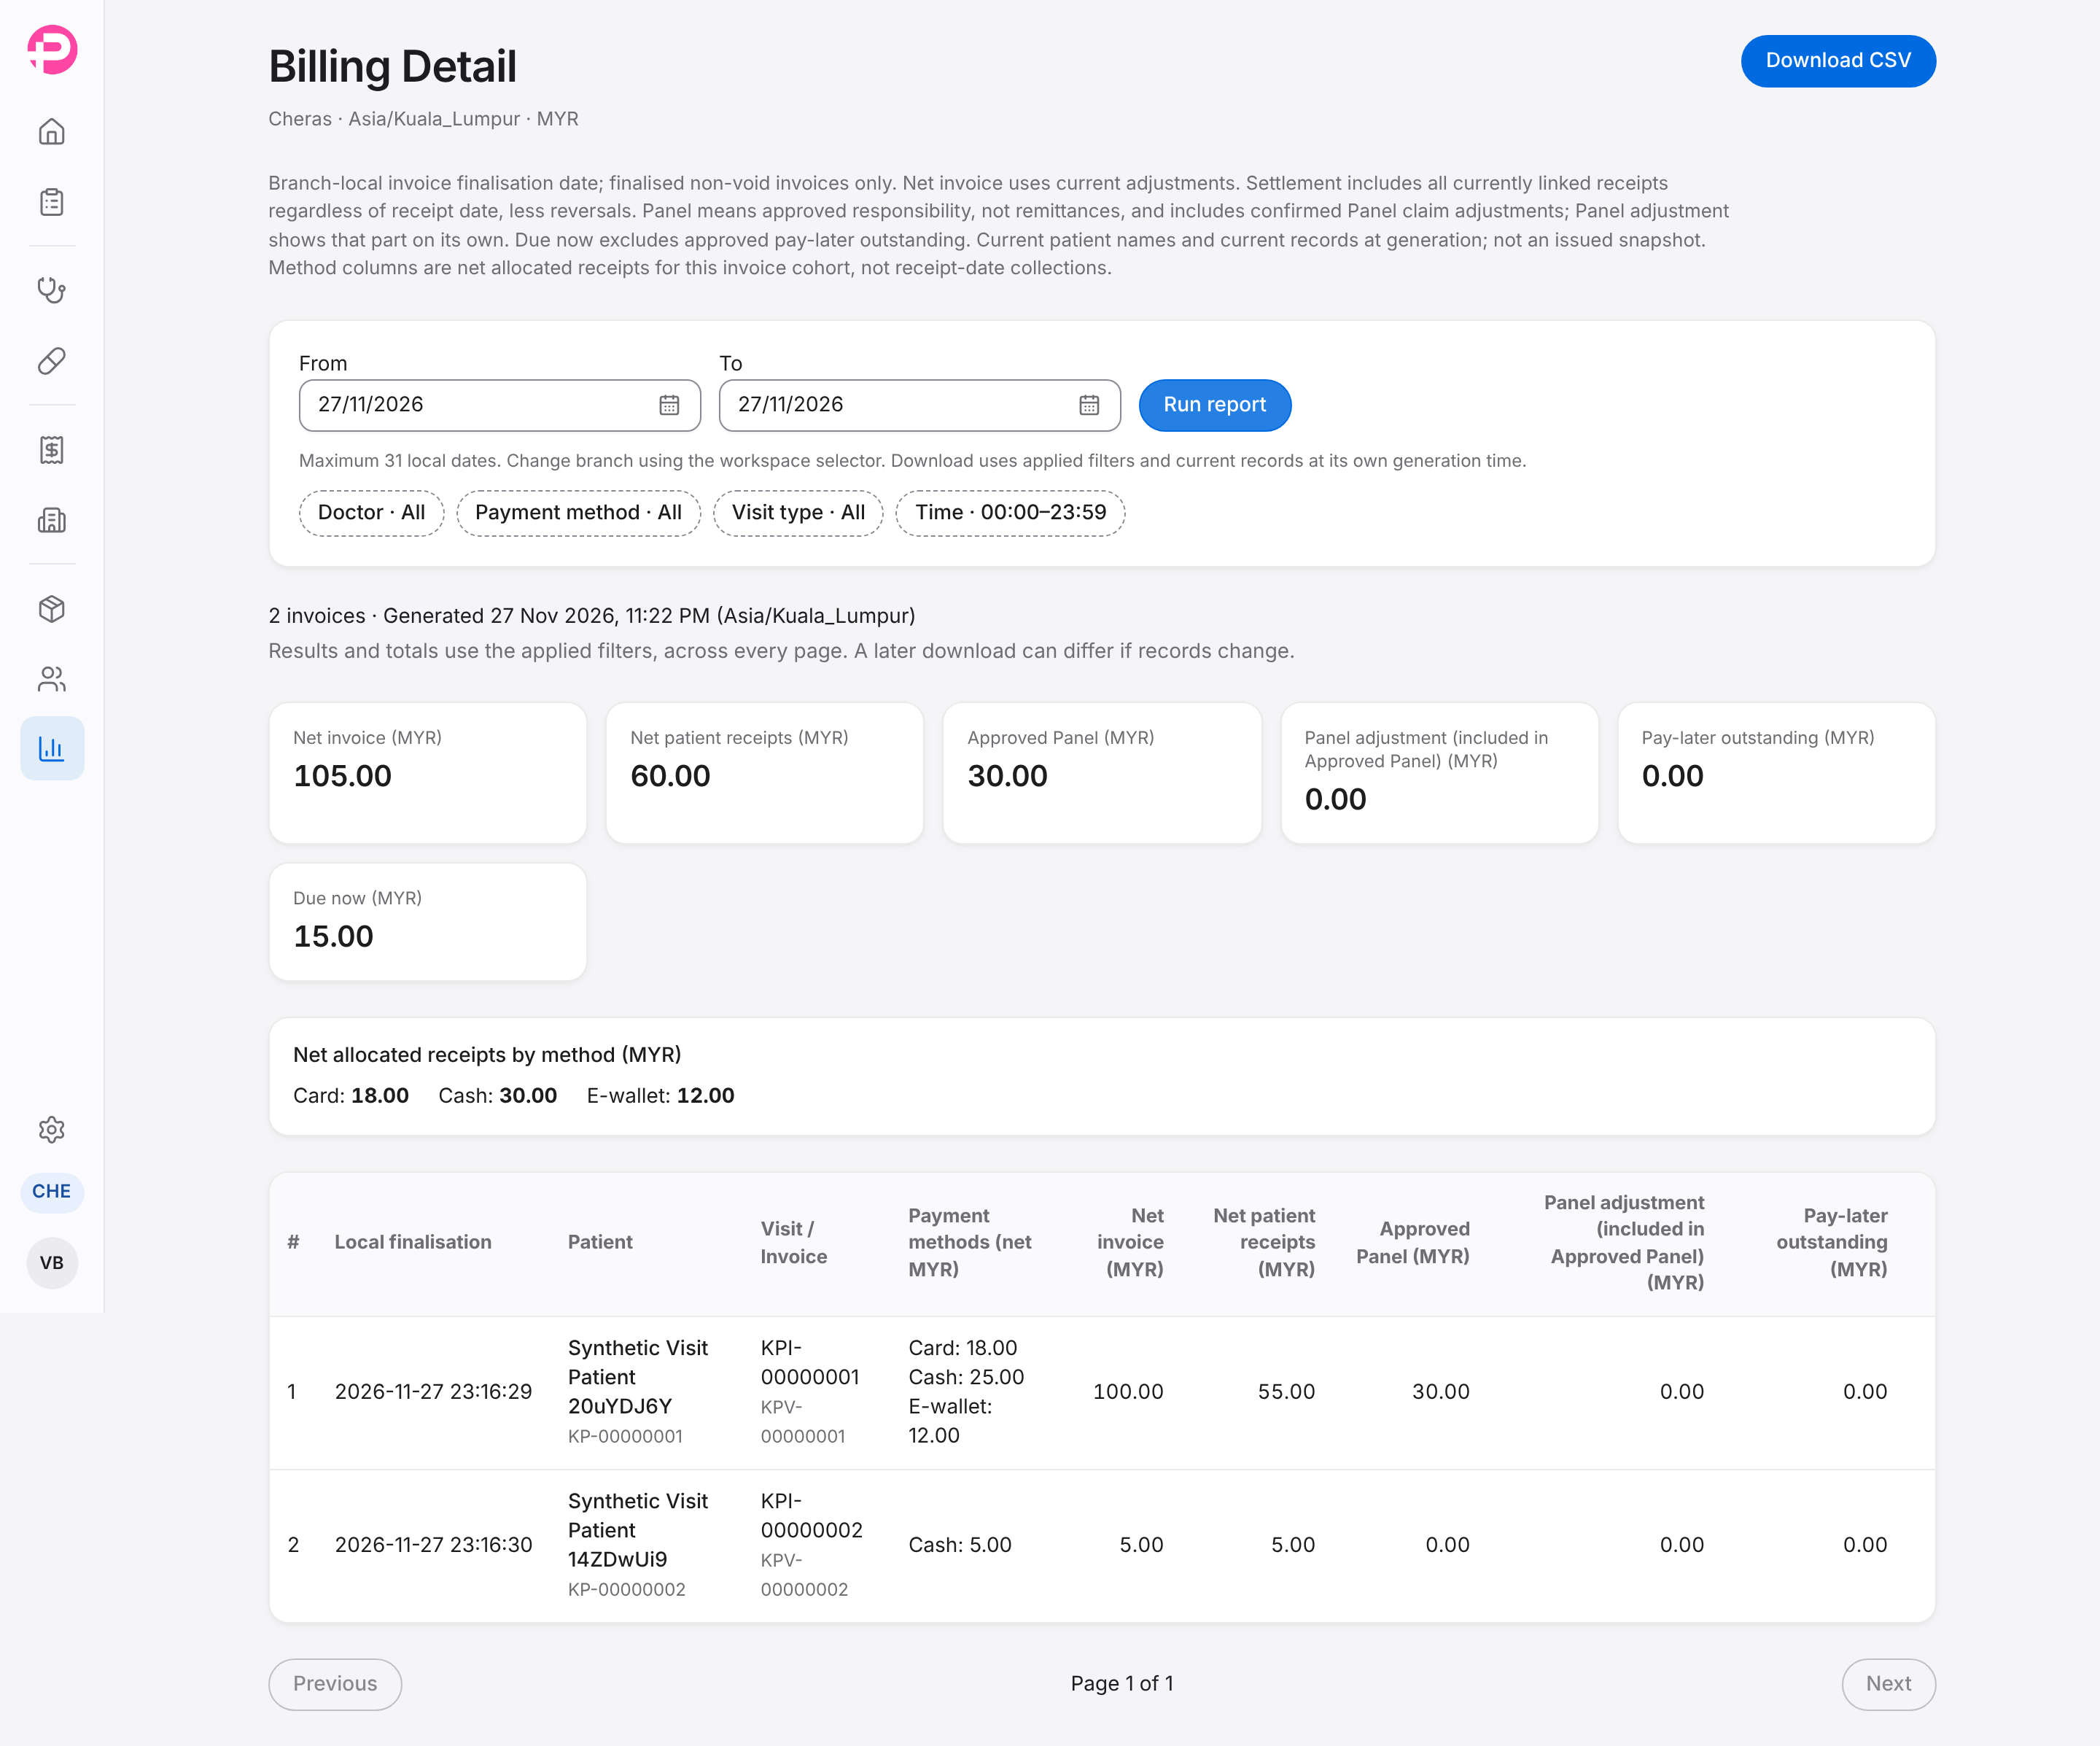 Billing Detail
Download CSV
Cheras · Asia/Kuala_Lumpur · MYR
Branch-local invoice finalisation date; finalised non-void invoices only. Net invoice uses current adjustments. Settlement includes all currently linked receipts
regardless of receipt date, less reversals. Panel means approved responsibility, not remittances, and includes confirmed Panel claim adjustments; Panel adjustment
shows that part on its own. Due now excludes approved pay-later outstanding. Current patient names and current records at generation; not an issued snapshot.
Method columns are net allocated receipts for this invoice cohort, not receipt-date collections.
From
To
27/11/2026
27/11/2026
Run report
Maximum 31 local dates. Change branch using the workspace selector. Download uses applied filters and current records at its own generation time.
Doctor · All
Payment method · All
Visit type · All
Time · 00:00–23:59
2 invoices · Generated 27 Nov 2026, 11:22 PM (Asia/Kuala_Lumpur)
Results and totals use the applied filters, across every page. A later download can differ if records change.
Net invoice (MYR)
105.00
Net patient receipts (MYR)
60.00
Approved Panel (MYR)
30.00
Panel adjustment (included in
Approved Panel) (MYR)
0.00
Pay-later outstanding (MYR)
0.00
Due now (MYR)
15.00
Net allocated receipts by method (MYR)
Card: 18.00 Cash: 30.00 E-wallet: 12.00
#
Local finalisation
Patient
Visit /
Invoice
Payment
methods (net
MYR)
Net
invoice
(MYR)
Net patient
receipts
(MYR)
Approved
Panel (MYR)
Panel adjustment
(included in
Approved Panel)
(MYR)
Pay-later
outstanding
(MYR)
1
2026-11-27 23:16:29
Synthetic Visit
Patient
20uYDJ6Y
KP-00000001
KPI-
00000001
KPV-
00000001
Card: 18.00
Cash: 25.00
E-wallet:
12.00
100.00
55.00
30.00
0.00
0.00
2
2026-11-27 23:16:30
Synthetic Visit
Patient
14ZDwUi9
KP-00000002
KPI-
00000002
KPV-
00000002
Cash: 5.00
5.00
5.00
0.00
0.00
0.00
Previous
Page 1 of 1
Next
CHE
VB